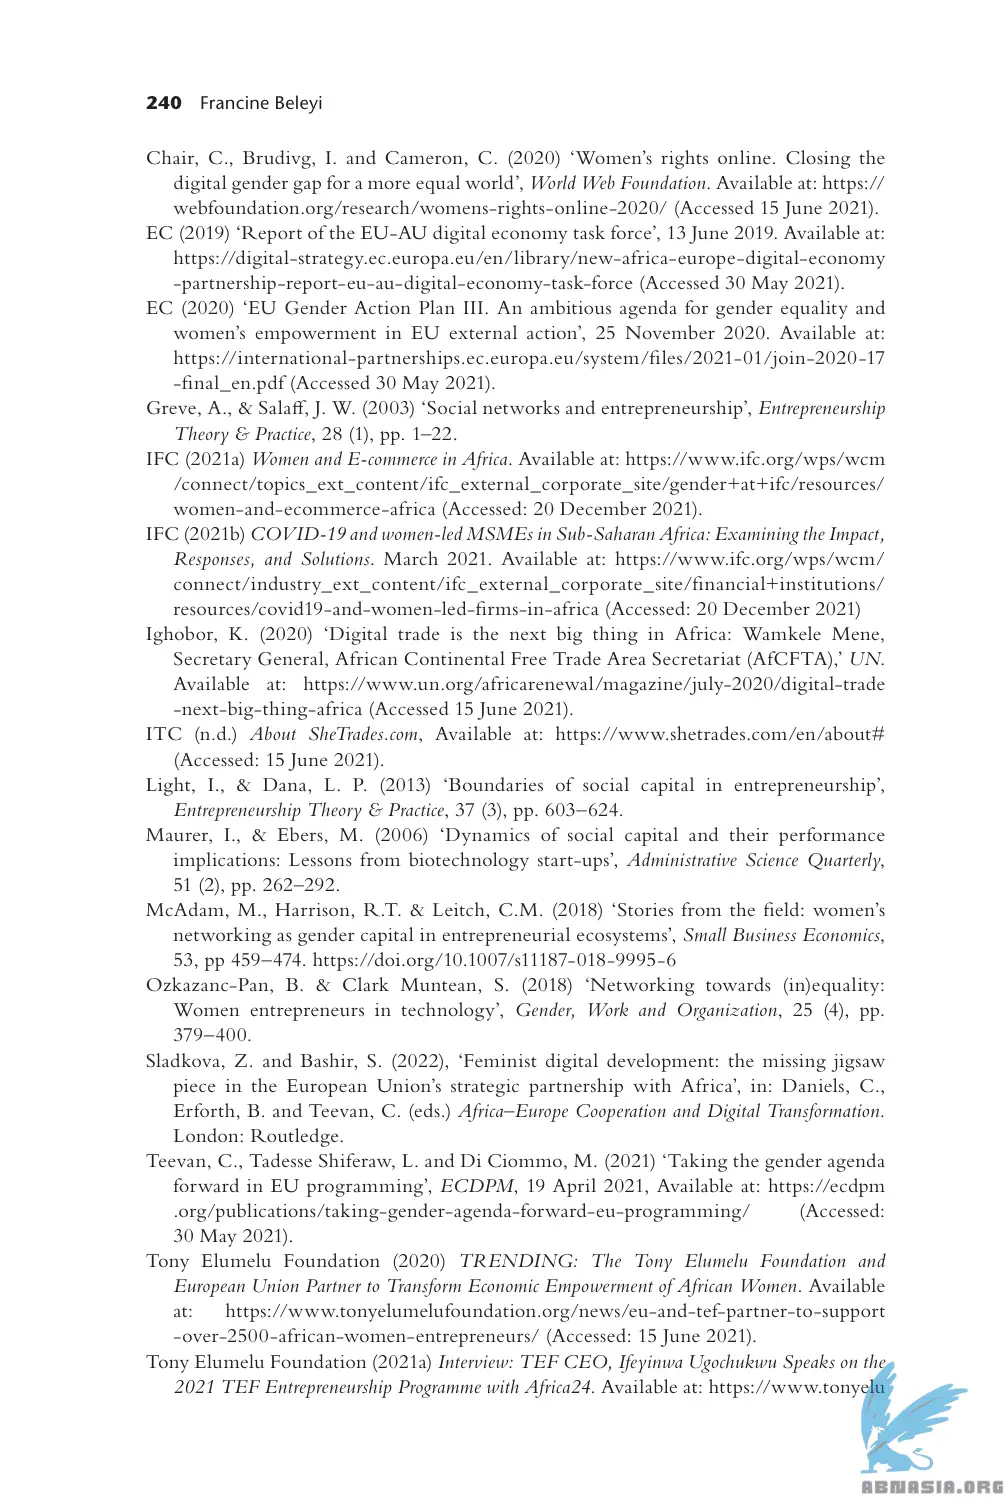 240 Francine Beleyi
Chair, C., Brudivg, I. and Cameron, C. (2020) ‘Women’s rights online. Closing the
digital gender gap for a more equal world’, World Web Foundation. Available at: https://
webfoundation.org/research/womens-rights-online-2020/ (Accessed 15 June 2021).
EC (2019) ‘Report of the EU-AU digital economy task force’, 13 June 2019. Available at:
https://digital-strategy.ec.europa.eu/en/library/new-africa-europe-digital-economy
-partnership-report-eu-au-digital-economy-task-force (Accessed 30 May 2021).
EC (2020) ‘EU Gender Action Plan III. An ambitious agenda for gender equality and
women’s empowerment in EU external action’, 25 November 2020. Available at:
https://international-partnerships.ec.europa.eu/system/files/2021-01/join-2020-17
-final_en.pdf (Accessed 30 May 2021).
Greve, A., & Salaff, J. W. (2003) ‘Social networks and entrepreneurship’, Entrepreneurship
Theory & Practice, 28 (1), pp. 1–22.
IFC (2021a) Women and E-commerce in Africa. Available at: https://www.ifc.org/wps/wcm
/connect/topics_ext_content/ifc_external_corporate_site/gender+at+ifc/resources/
women-and-ecommerce-africa (Accessed: 20 December 2021).
IFC (2021b) COVID-19 and women-led MSMEs in Sub-Saharan Africa: Examining the Impact,
Responses, and Solutions. March 2021. Available at: https://www.ifc.org/wps/wcm/
connect/industry_ext_content/ifc_external_corporate_site/financial+institutions/
resources/covid19-and-women-led-firms-in-africa (Accessed: 20 December 2021)
Ighobor, K. (2020) ‘Digital trade is the next big thing in Africa: Wamkele Mene,
Secretary General, African Continental Free Trade Area Secretariat (AfCFTA),’ UN.
Available at: https://www.un.org/africarenewal/magazine/july-2020/digital-trade
-next-big-thing-africa (Accessed 15 June 2021).
ITC (n.d.) About SheTrades.com, Available at: https://www.shetrades.com/en/about#
(Accessed: 15 June 2021).
Light, I., & Dana, L. P. (2013) ‘Boundaries of social capital in entrepreneurship’,
Entrepreneurship Theory & Practice, 37 (3), pp. 603–624.
Maurer, I., & Ebers, M. (2006) ‘Dynamics of social capital and their performance
implications: Lessons from biotechnology start-ups’, Administrative Science Quarterly,
51 (2), pp. 262–292.
McAdam, M., Harrison, R.T. & Leitch, C.M. (2018) ‘Stories from the field: women’s
networking as gender capital in entrepreneurial ecosystems’, Small Business Economics,
53, pp 459–474. https://doi.org/10.1007/s11187-018-9995-6
Ozkazanc-Pan, B. & Clark Muntean, S. (2018) ‘Networking towards (in)equality:
Women entrepreneurs in technology’, Gender, Work and Organization, 25 (4), pp.
379–400.
Sladkova, Z. and Bashir, S. (2022), ‘Feminist digital development: the missing jigsaw
piece in the European Union’s strategic partnership with Africa’, in: Daniels, C.,
Erforth, B. and Teevan, C. (eds.) Africa–Europe Cooperation and Digital Transformation.
London: Routledge.
Teevan, C., Tadesse Shiferaw, L. and Di Ciommo, M. (2021) ‘Taking the gender agenda
forward in EU programming’, ECDPM, 19 April 2021, Available at: https://ecdpm
.org/publications/taking-gender-agenda-forward-eu-programming/ (Accessed:
30 May 2021).
Tony Elumelu Foundation (2020) TRENDING: The Tony Elumelu Foundation and
European Union Partner to Transform Economic Empowerment of African Women. Available
at: https://www.tonyelumelufoundation.org/news/eu-and-tef-partner-to-support
-over-2500-african-women-entrepreneurs/ (Accessed: 15 June 2021).
Tony Elumelu Foundation (2021a) Interview: TEF CEO, Ifeyinwa Ugochukwu Speaks on the
2021 TEF Entrepreneurship Programme with Africa24. Available at: https://www.tonyelu
ABNASIA.ORG